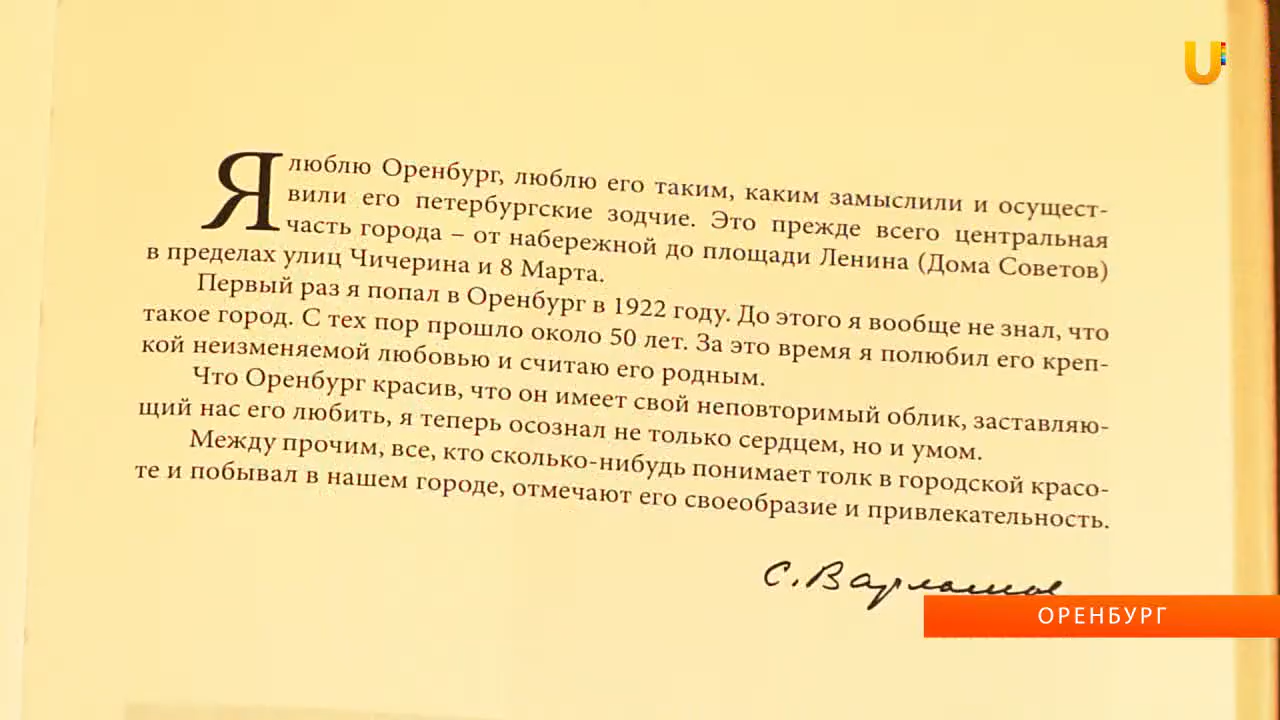 U
Я люблю Оренбург, люблю его таким, каким замыслили и осущест-
вили его петербургские зодчие. Это прежде всего центральная
часть города – от набережной до площади Ленина (Дома Советов)
в пределах улиц Чичерина и 8 Марта.
Первый раз я попал в Оренбург в 1922 году. До этого я вообще не знал, что
такое город. С тех пор прошло около 50 лет. За это время я полюбил его креп-
кой неизменяемой любовью и считаю его родным.
Что Оренбург красив, что он имеет свой неповторимый облик, заставляю-
щий нас его любить, я теперь осознал не только сердцем, но и умом.
Между прочим, все, кто сколько-нибудь понимает толк в городской красо-
те и побывал в нашем городе, отмечают его своеобразие и привлекательность.
С.
ОРЕНБУРГ